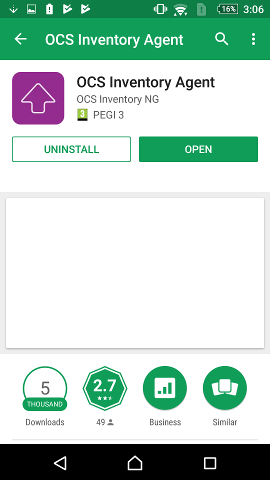 16%
3:06
OCS Inventory Agent
OCS Inventory Agent
OCS Inventory NG
3 PEGI 3
UNINSTALL
OPEN
5
THOUSAND
2.7
Downloads
49
Business
Similar